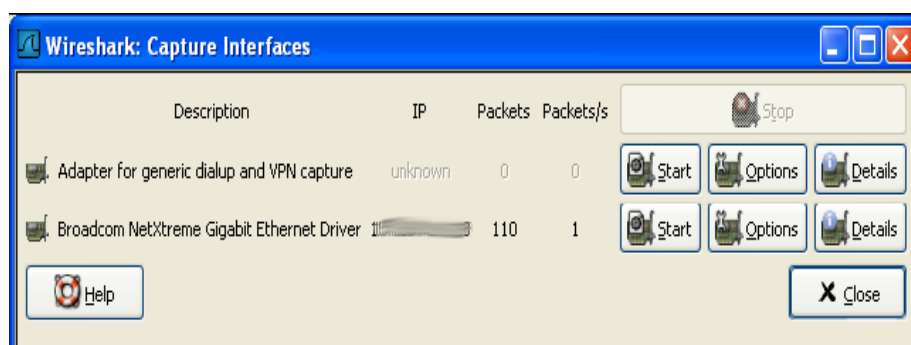 Wireshark: Capture Interfaces
Description IP Packets Packets/s Stop
Adapter for generic dialup and VPN capture unknown 0 0 Start Options Details
Broadcom NetXtreme Gigabit Ethernet Driver 110 1 Start Options Details
Help Close